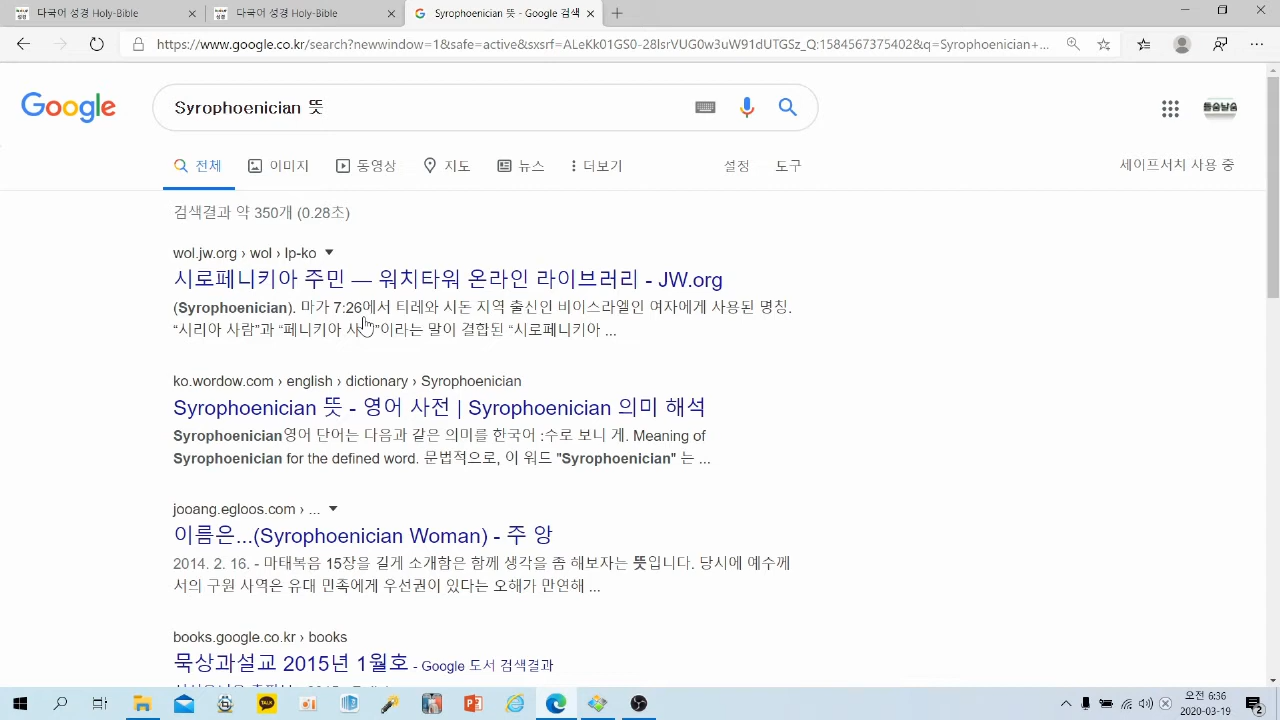 다국어 성경 Holy-Bible
다국어 성경 Holy-Bible
Syrophoenician 뜻 - Google 검색
https://www.google.co.kr/search?newwindow=1&safe=active&sxsrf=ALeKk01GS0-28lsrVUG0w3uW91dUTGSz_Q:1584567375402&q=Syrophoenician+...
Google
Syrophoenician 뜻
들숨날숨
전체
이미지
동영상
지도
뉴스
더보기
설정
도구
세이프서치 사용 중
검색결과 약 350개 (0.28초)
wol.jw.org › wol › lp-ko
시로페니키아 주민 — 워치타워 온라인 라이브러리 - JW.org
(Syrophoenician). 마가 7:26에서 티레와 시돈 지역 출신인 비이스라엘인 여자에게 사용된 명칭.
“시리아 사람”과 “페니키아 사 ”이라는 말이 결합된 “시로페니키아 ...
ko.wordow.com › english › dictionary › Syrophoenician
Syrophoenician 뜻 - 영어 사전 | Syrophoenician 의미 해석
Syrophoenician영어 단어는 다음과 같은 의미를 한국어 :수로 보니 게. Meaning of
Syrophoenician for the defined word. 문법적으로, 이 워드 "Syrophoenician" 는 ...
jooang.egloos.com › ...
이름은...(Syrophoenician Woman) - 주 앙
2014. 2. 16. - 마태복음 15장을 길게 소개함은 함께 생각을 좀 해보자는 뜻입니다. 당시에 예수께
서의 구원 사역은 유대 민족에게 우선권이 있다는 오해가 만연해 ...
books.google.co.kr › books
묵상과설교 2015년 1월호 - Google 도서 검색결과
TALK
오전 6:36
2020-03-19
2